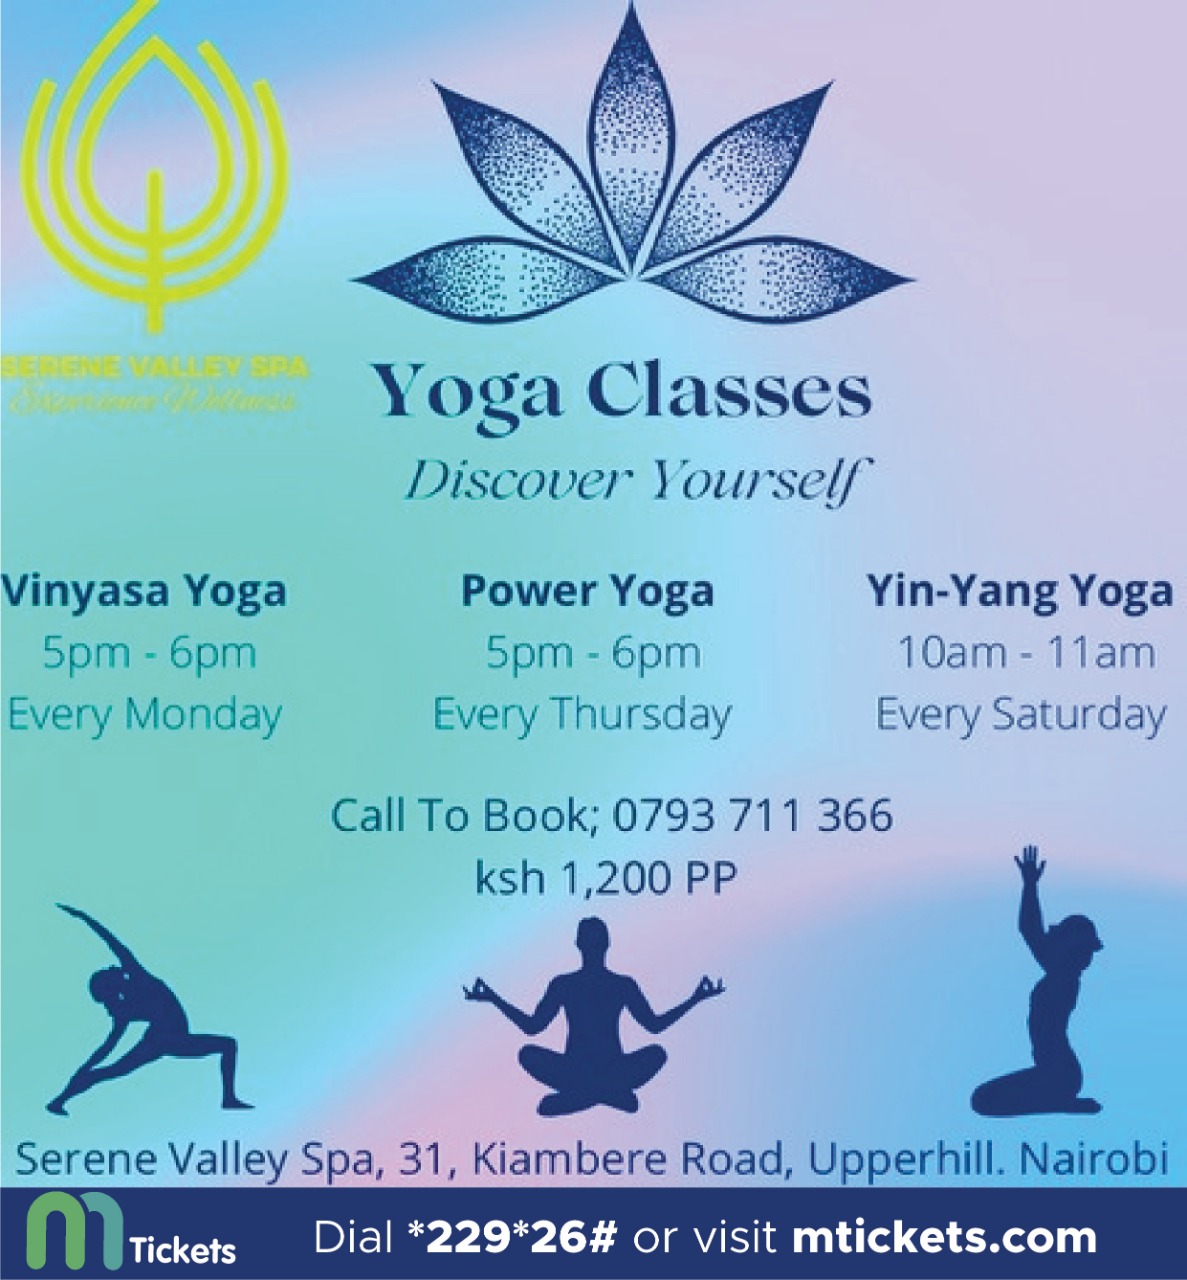 SERENE VALLEY SPA
Experience Wellness
Yoga Classes
Discover Yourself
Vinyasa Yoga
5pm - 6pm
Every Monday
Power Yoga
5pm - 6pm
Every Thursday
Yin-Yang Yoga
10am - 11am
Every Saturday
Call To Book; 0793 711 366
ksh 1,200 PP
Serene Valley Spa, 31, Kiambere Road, Upperhill. Nairobi
m Tickets
Dial *229*26# or visit mtickets.com